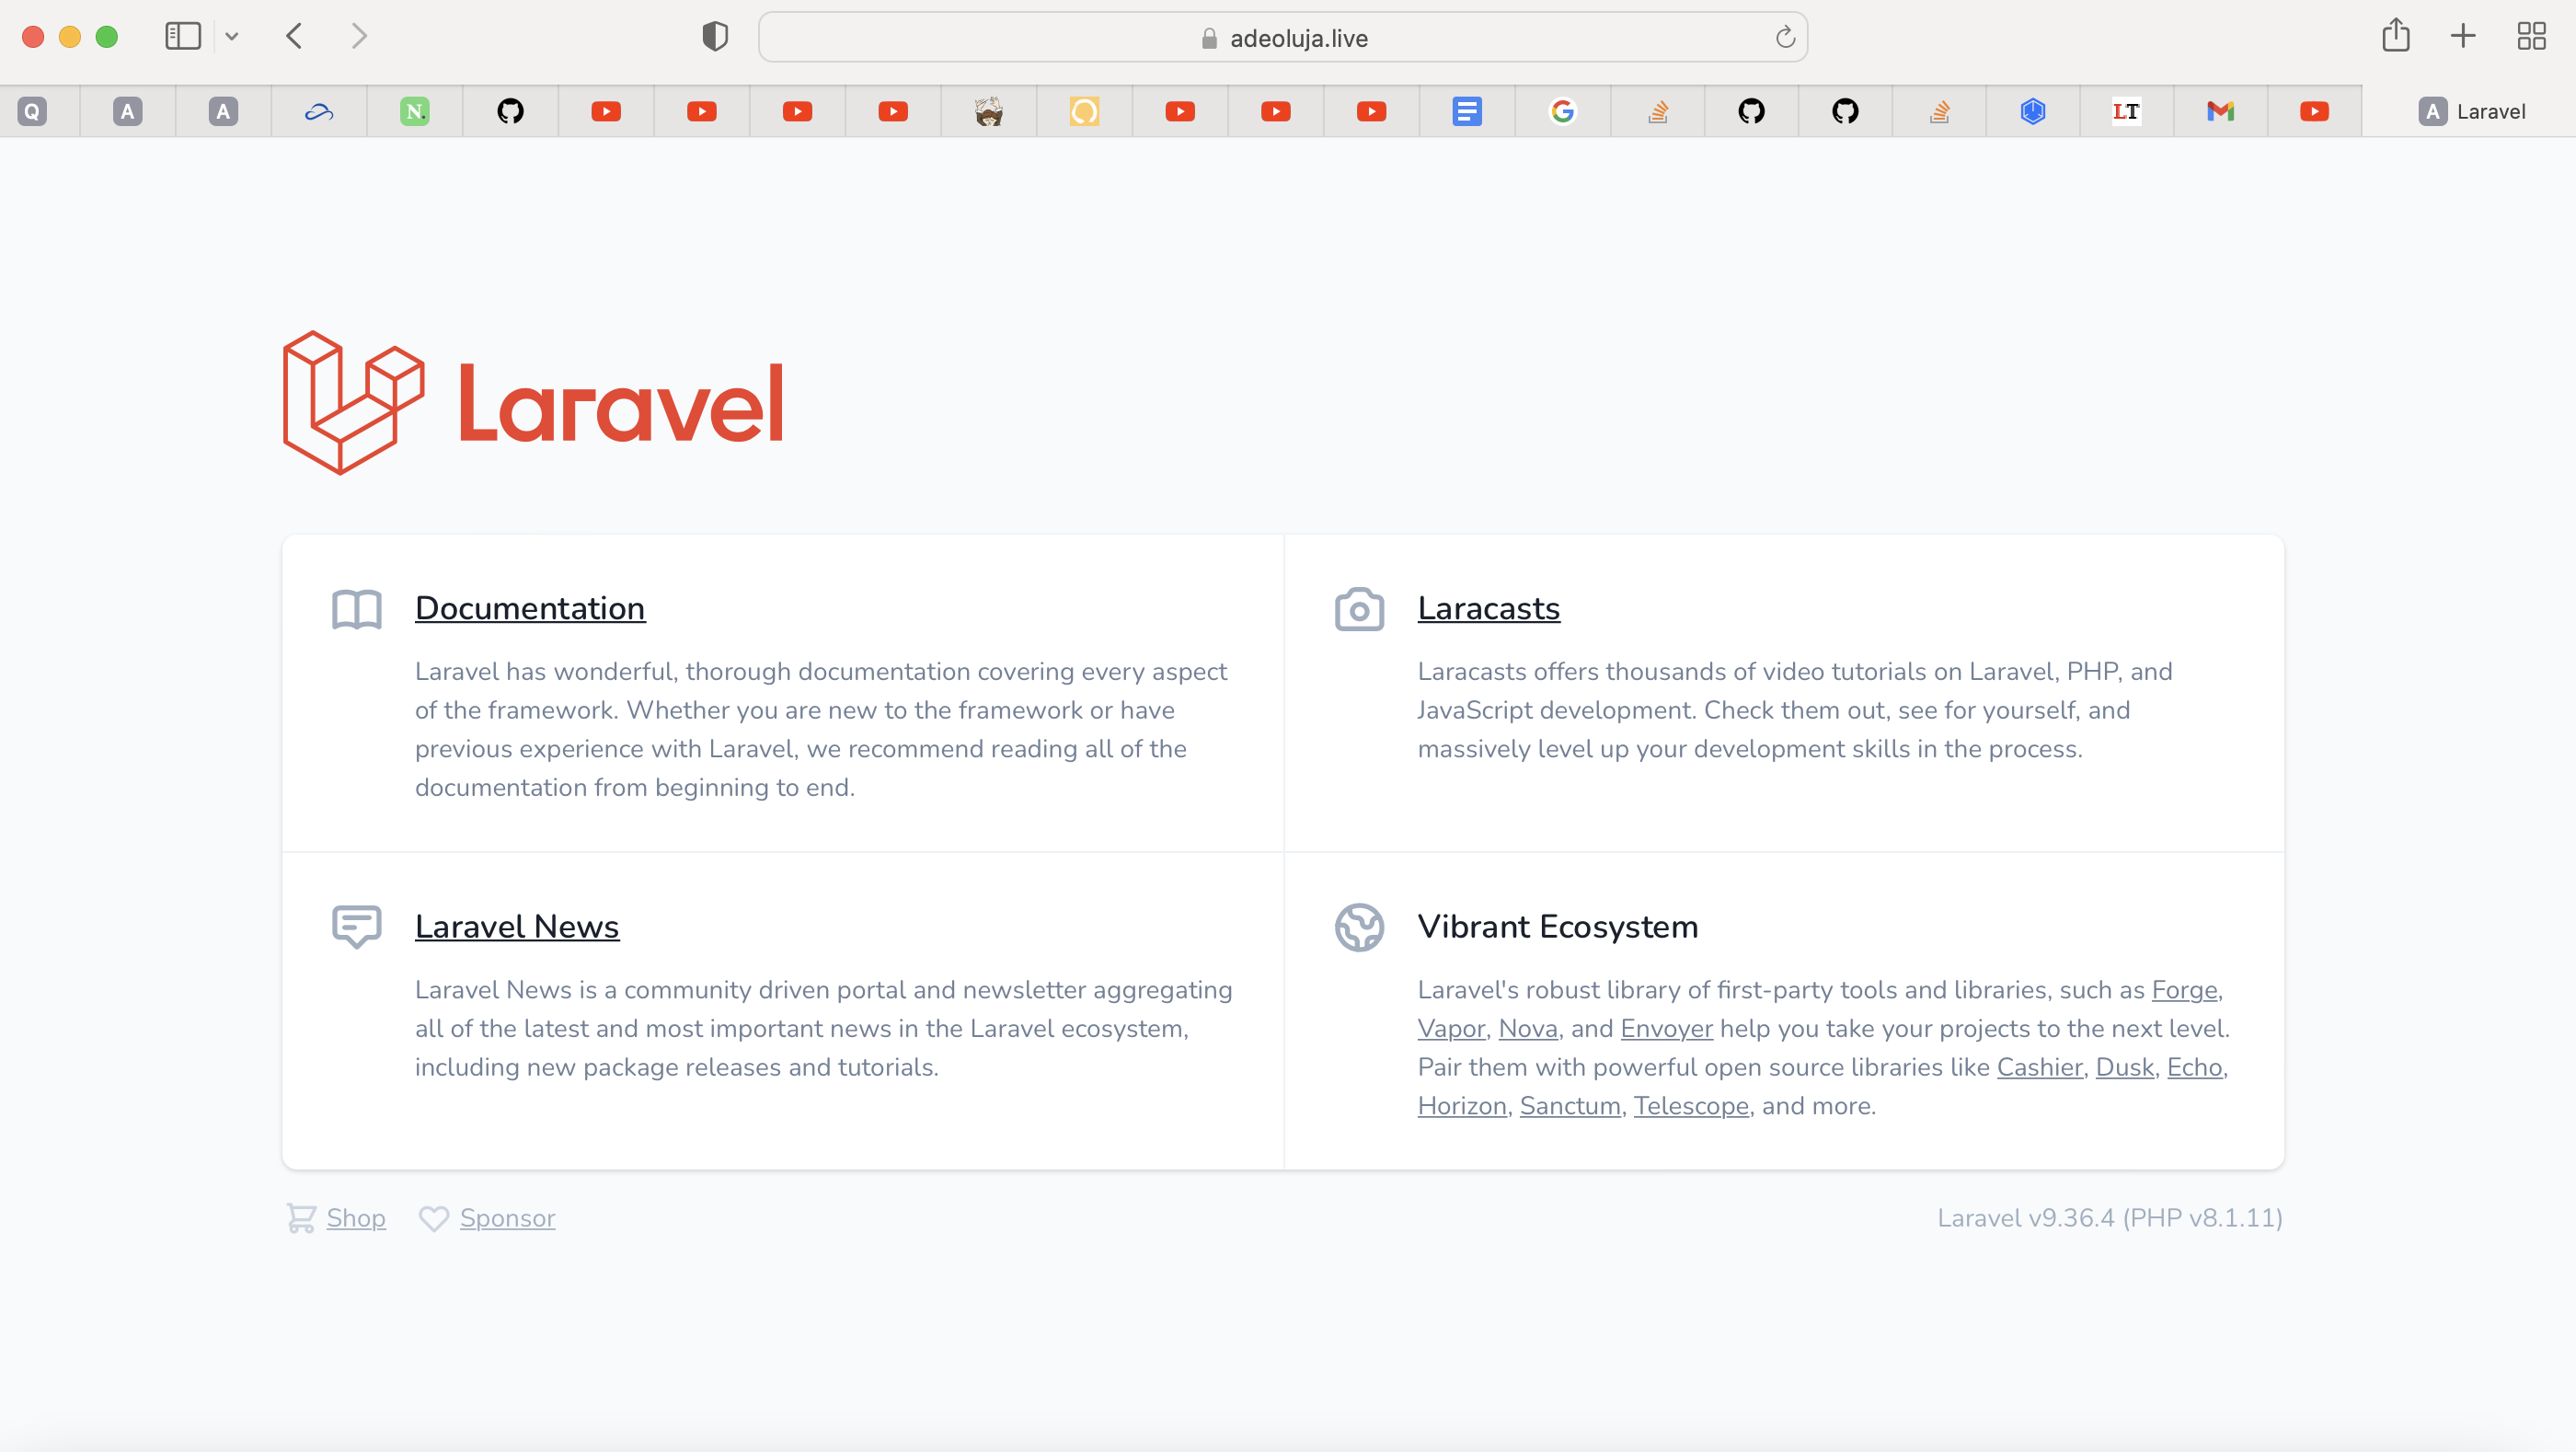 adeoluja.live
Q A A N. LT A Laravel
Laravel
Documentation
Laravel has wonderful, thorough documentation covering every aspect
of the framework. Whether you are new to the framework or have
previous experience with Laravel, we recommend reading all of the
documentation from beginning to end.
Laracasts
Laracasts offers thousands of video tutorials on Laravel, PHP, and
JavaScript development. Check them out, see for yourself, and
massively level up your development skills in the process.
Laravel News
Laravel News is a community driven portal and newsletter aggregating
all of the latest and most important news in the Laravel ecosystem,
including new package releases and tutorials.
Vibrant Ecosystem
Laravel's robust library of first-party tools and libraries, such as Forge,
Vapor, Nova, and Envoyer help you take your projects to the next level.
Pair them with powerful open source libraries like Cashier, Dusk, Echo,
Horizon, Sanctum, Telescope, and more.
Shop Sponsor
Laravel v9.36.4 (PHP v8.1.11)